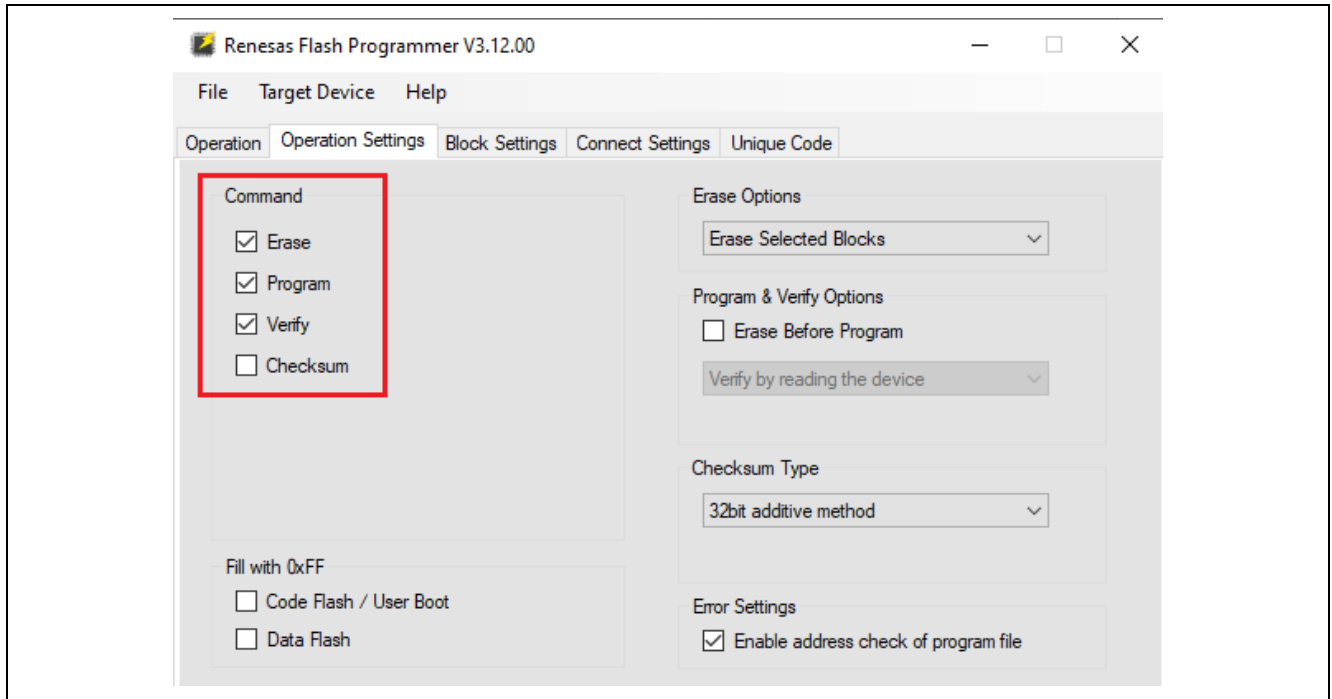 Renesas Flash Programmer V3.12.00
File Target Device Help
Operation Operation Settings Block Settings Connect Settings Unique Code
Command
Erase
Program
Verify
Checksum
Fill with 0xFF
Code Flash / User Boot
Data Flash
Erase Options
Erase Selected Blocks
Program & Verify Options
Erase Before Program
Verify by reading the device
Checksum Type
32bit additive method
Error Settings
Enable address check of program file